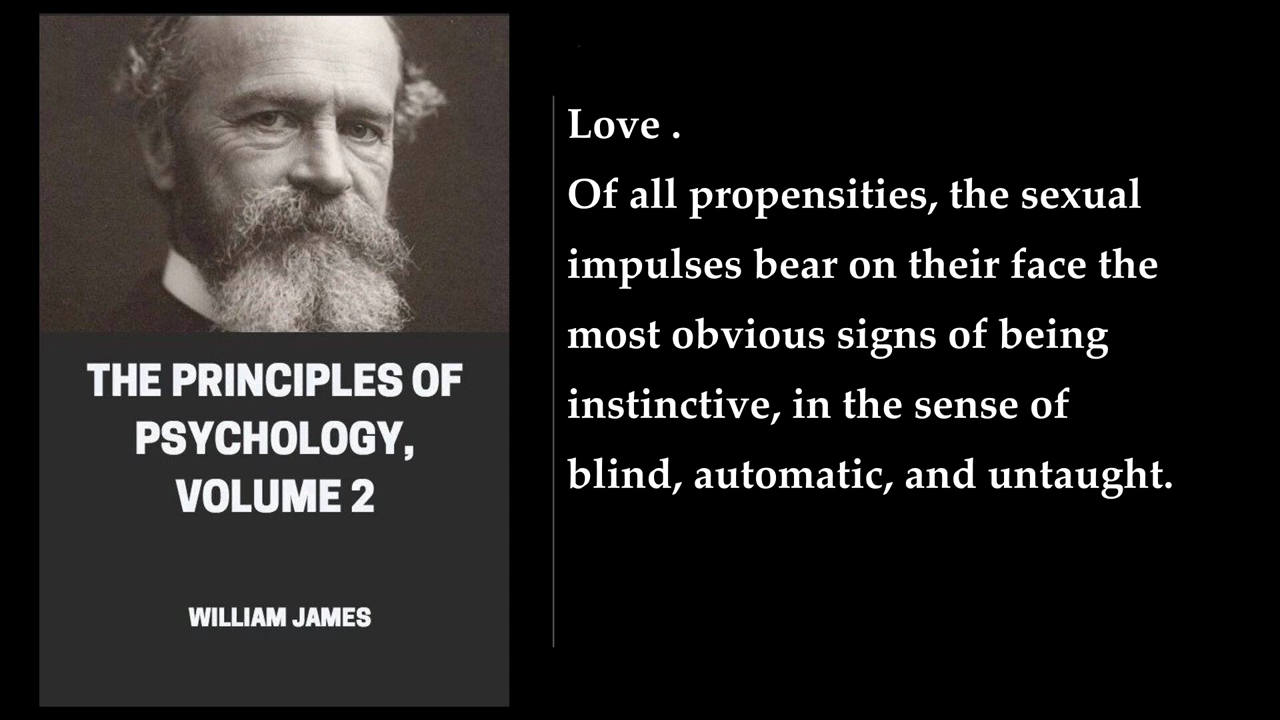 THE PRINCIPLES OF
PSYCHOLOGY,
VOLUME 2
WILLIAM JAMES
Love .
Of all propensities, the sexual
impulses bear on their face the
most obvious signs of being
instinctive, in the sense of
blind, automatic, and untaught.